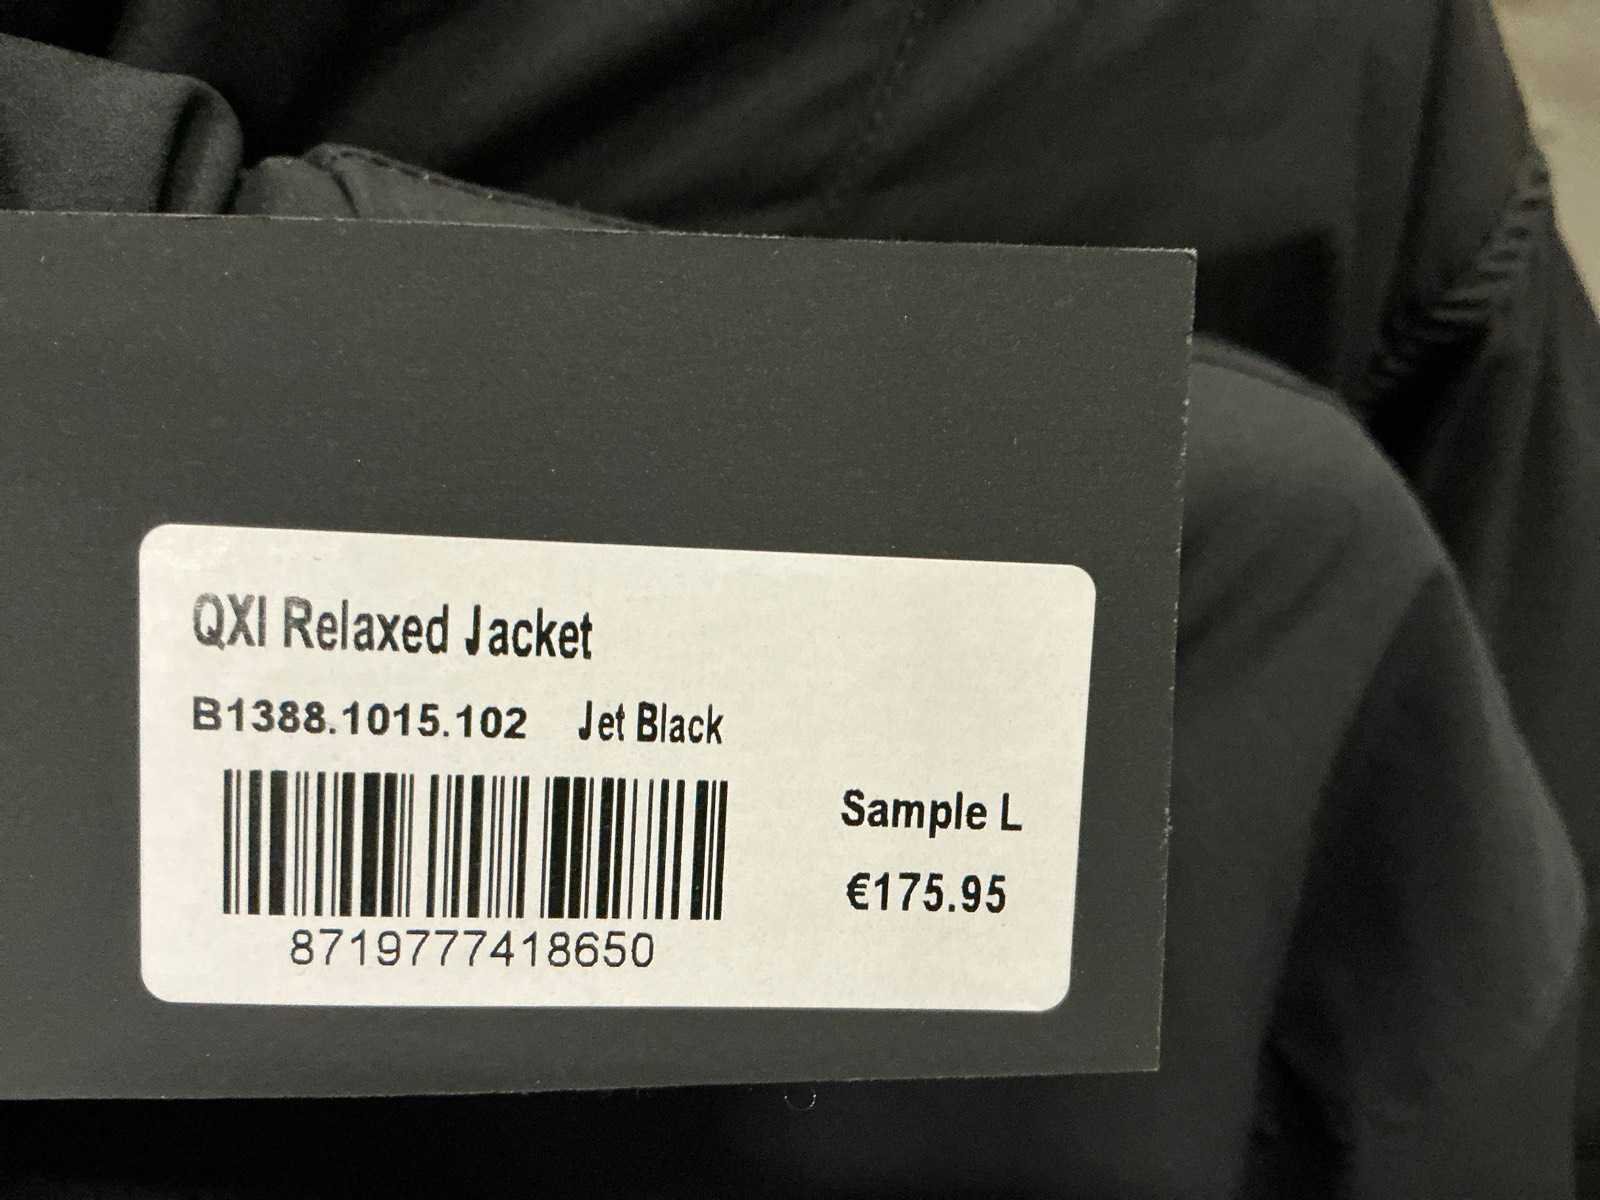 QXI Relaxed Jacket
B1388.1015.102 Jet Black
Sample L
€175.95
8719777418650